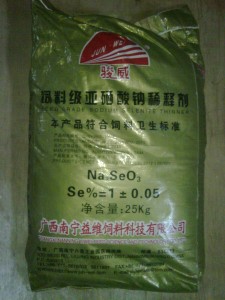 JUN WEI
骏威
饲料级亚硒酸钠稀释剂
本产品符合饲料卫生标准
Na2SeO3
Se%=1±0.05
净含量:25Kg
广西南宁益维饲料科技有限公司